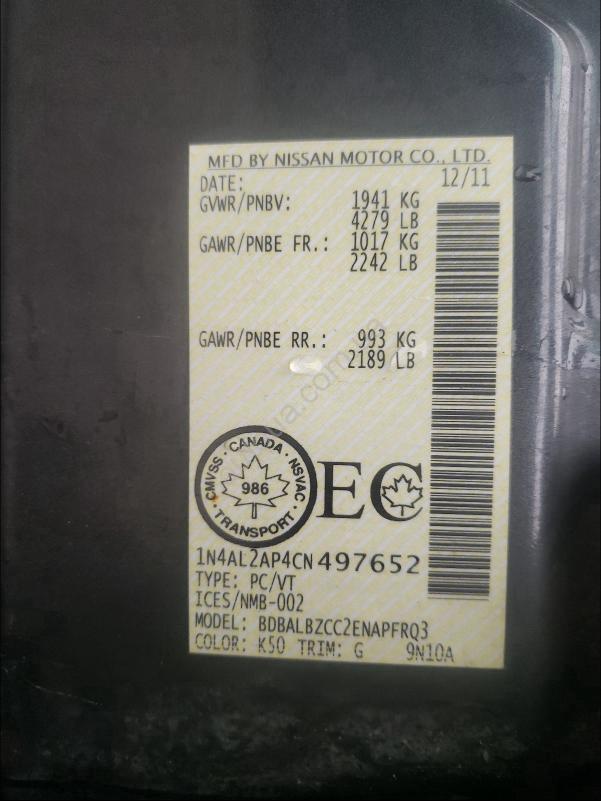 MFD BY NISSAN MOTOR CO., LTD.
DATE: 12/11
GVWR/PNBV: 1941 KG
4279 LB
GAWR/PNBE FR.: 1017 KG
2242 LB
GAWR/PNBE RR.: 993 KG
2189 LB
CANADA · NSVAC · TRANSPORT · CMVSS ·
986
EC
1N4AL2AP4CN497652
TYPE: PC/VT
ICES/NMB-002
MODEL: BDBALBZCC2ENAPFRQ3
COLOR: K50 TRIM: G 9N10A